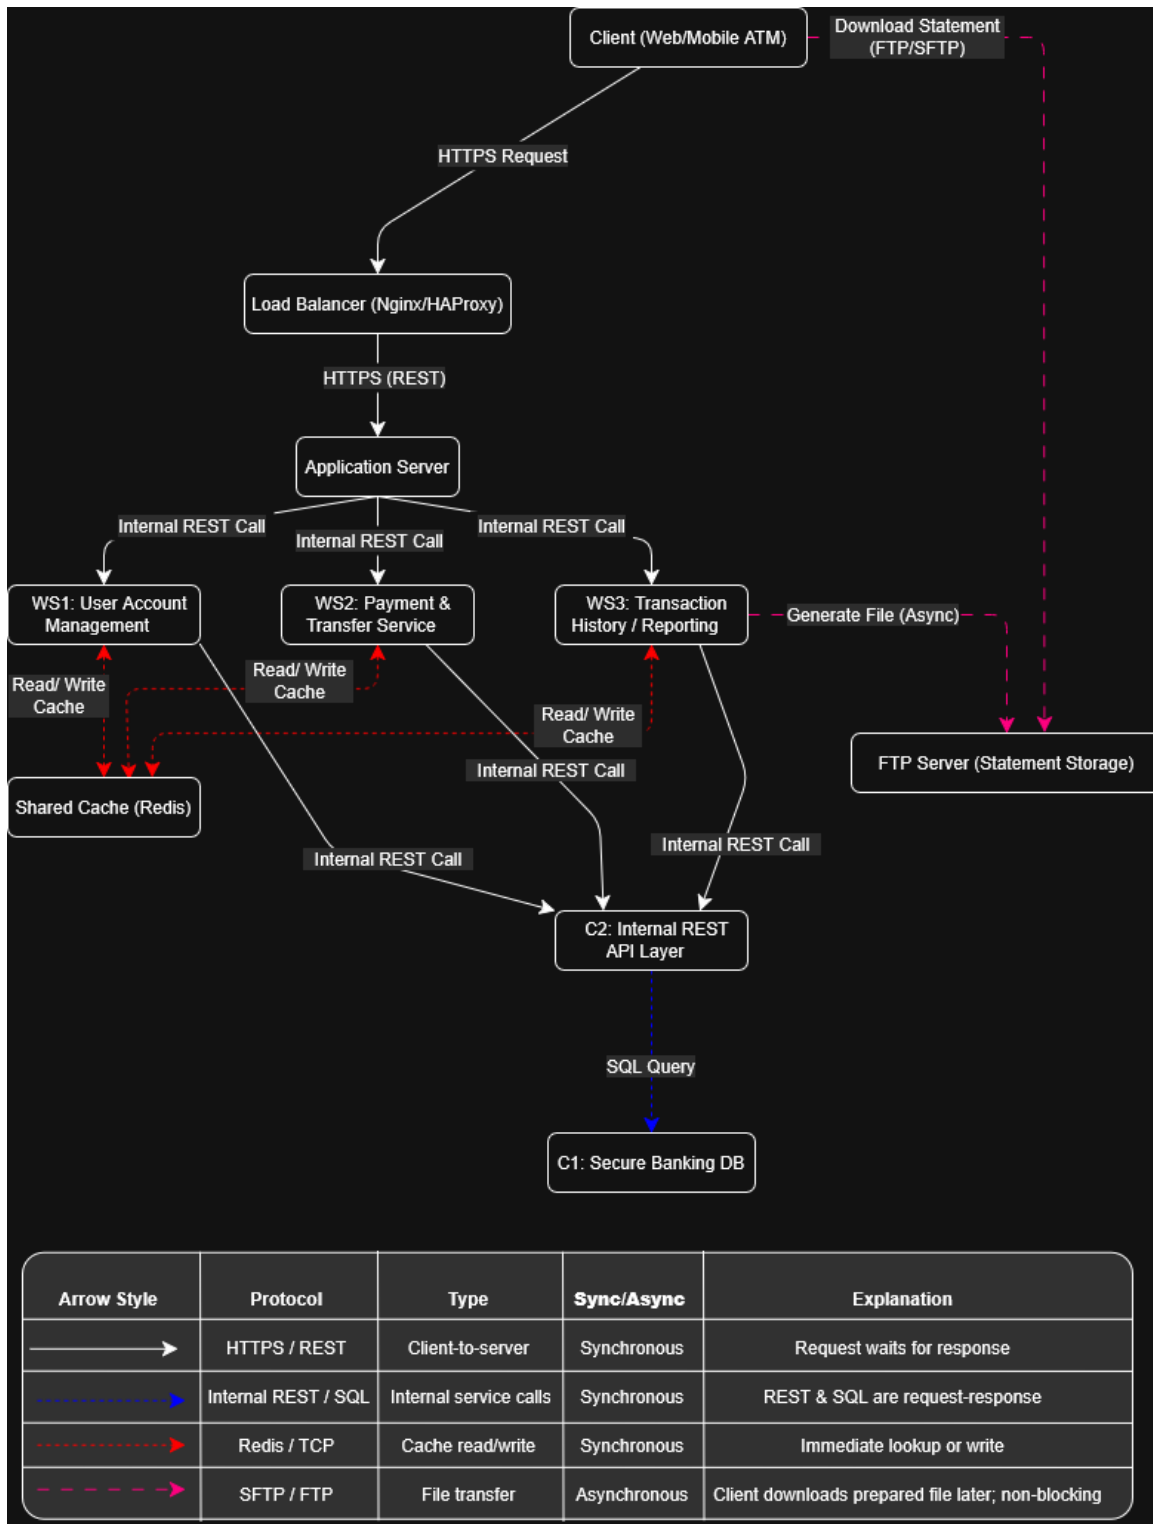 Client (Web/Mobile ATM)
Download Statement
(FTP/SFTP)
HTTPS Request
Load Balancer (Nginx/HAProxy)
HTTPS (REST)
Application Server
Internal REST Call
Internal REST Call
Internal REST Call
WS1: User Account
Management
WS2: Payment &
Transfer Service
WS3: Transaction
History / Reporting
Generate File (Async)
Read/ Write
Cache
Read/ Write
Cache
Read/ Write
Cache
FTP Server (Statement Storage)
Internal REST Call
Shared Cache (Redis)
Internal REST Call
Internal REST Call
C2: Internal REST
API Layer
SQL Query
C1: Secure Banking DB
Arrow Style Protocol Type Sync/Async Explanation
HTTPS / REST Client-to-server Synchronous Request waits for response
Internal REST / SQL Internal service calls Synchronous REST & SQL are request-response
Redis / TCP Cache read/write Synchronous Immediate lookup or write
SFTP / FTP File transfer Asynchronous Client downloads prepared file later; non-blocking